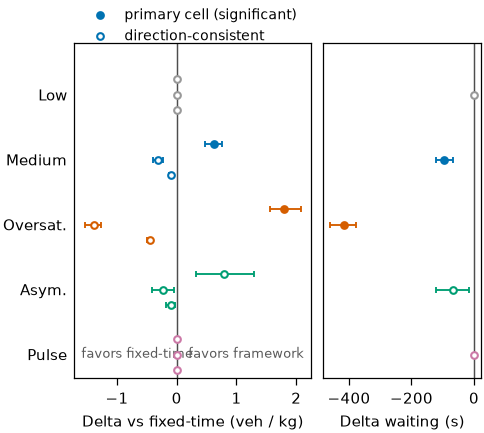 primary cell (significant)
direction-consistent
Low
Medium
Oversat.
Asym.
Pulse
favors fixed-time
favors framework
−1 0 1 2
−400 −200 0
Delta vs fixed-time (veh / kg)
Delta waiting (s)